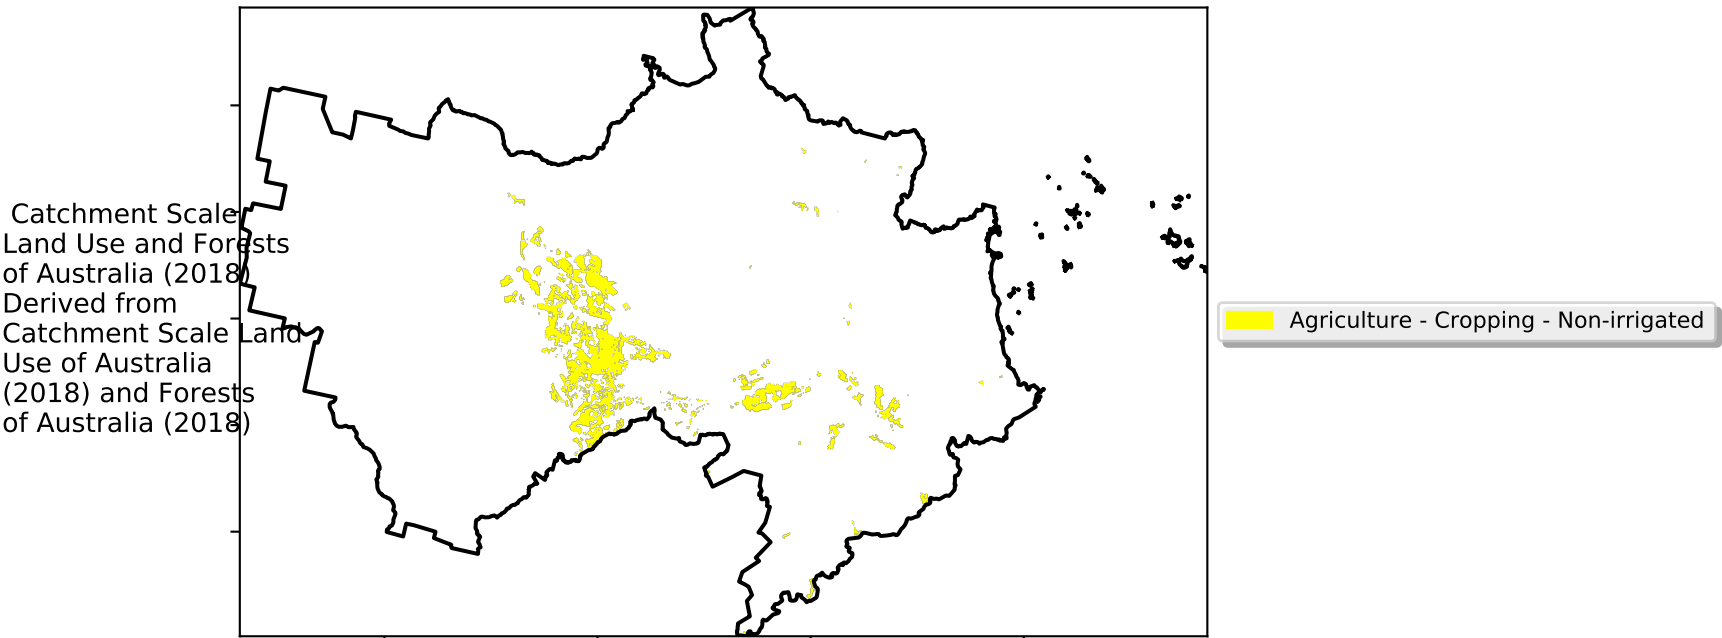 Catchment Scale
Land Use and Forests
of Australia (2018)
Derived from
Catchment Scale Land
Use of Australia
(2018) and Forests
of Australia (2018)
Agriculture - Cropping - Non-irrigated